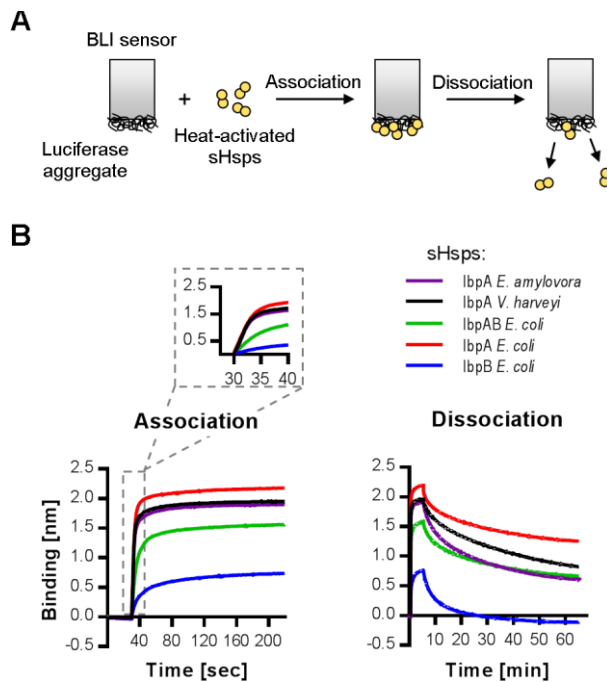 A
BLI sensor
+
Association
Dissociation
Heat-activated
sHsps
Luciferase
aggregate
B
sHsps:
IbpA E. amylovora
IbpA V. harveyi
IbpAB E. coli
IbpA E. coli
IbpB E. coli
2.5
1.5
0.5
30 35 40
Association
Binding [nm]
2.5
2.0
1.5
1.0
0.5
0.0
-0.5
40 80 120 160 200
Time [sec]
Dissociation
2.5
2.0
1.5
1.0
0.5
0.0
-0.5
10 20 30 40 50 60
Time [min]